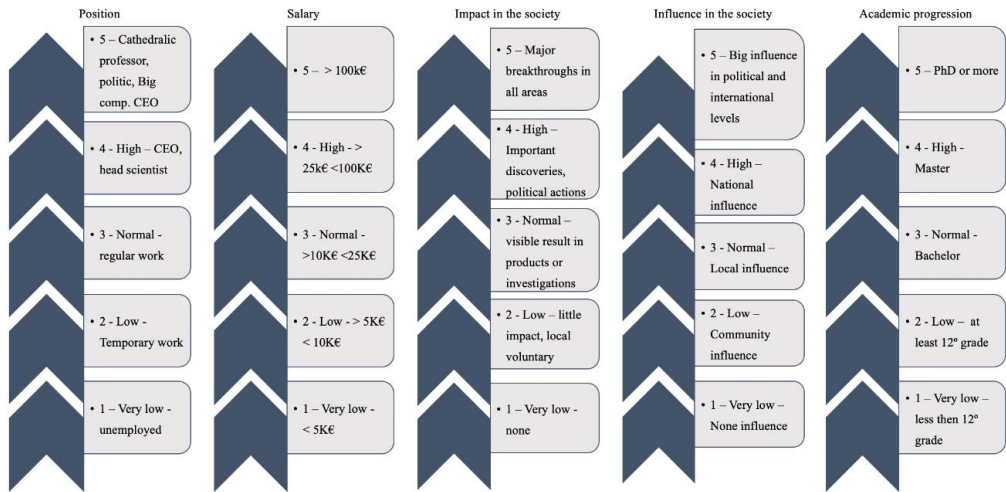 Position
• 5 – Cathedralic
professor,
politic, Big
comp. CEO
• 4 - High – CEO,
head scientist
• 3 - Normal -
regular work
• 2 - Low -
Temporary work
• 1 – Very low -
unemployed
Salary
• 5 – > 100k€
• 4 - High - >
25k€ <100K€
• 3 - Normal -
>10K€ <25K€
• 2 - Low - > 5K€
< 10K€
• 1 – Very low -
< 5K€
Impact in the society
• 5 – Major
breakthroughs in
all areas
• 4 - High –
Important
discoveries,
political actions
• 3 - Normal –
visible result in
products or
investigations
• 2 - Low – little
impact, local
voluntary
• 1 – Very low -
none
Influence in the society
• 5 – Big influence
in political and
international
levels
• 4 - High –
National
influence
• 3 - Normal –
Local influence
• 2 - Low –
Community
influence
• 1 – Very low –
None influence
Academic progression
• 5 – PhD or more
• 4 - High -
Master
• 3 - Normal -
Bachelor
• 2 - Low – at
least 12º grade
• 1 – Very low –
less then 12º
grade